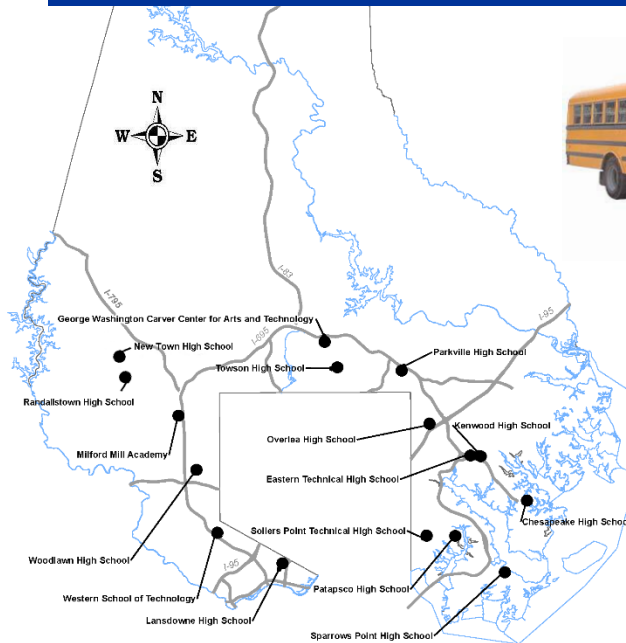 N
W E
S
I-83
I-795
I-95
I-695
George Washington Carver Center for Arts and Technology
New Town High School
Parkville High School
Towson High School
Randallstown High School
Kenwood High School
Overlea High School
Milford Mill Academy
Eastern Technical High School
Chesapeake High School
Sollers Point Technical High School
Woodlawn High School
I-95
Patapsco High School
Western School of Technology
Lansdowne High School
Sparrows Point High School